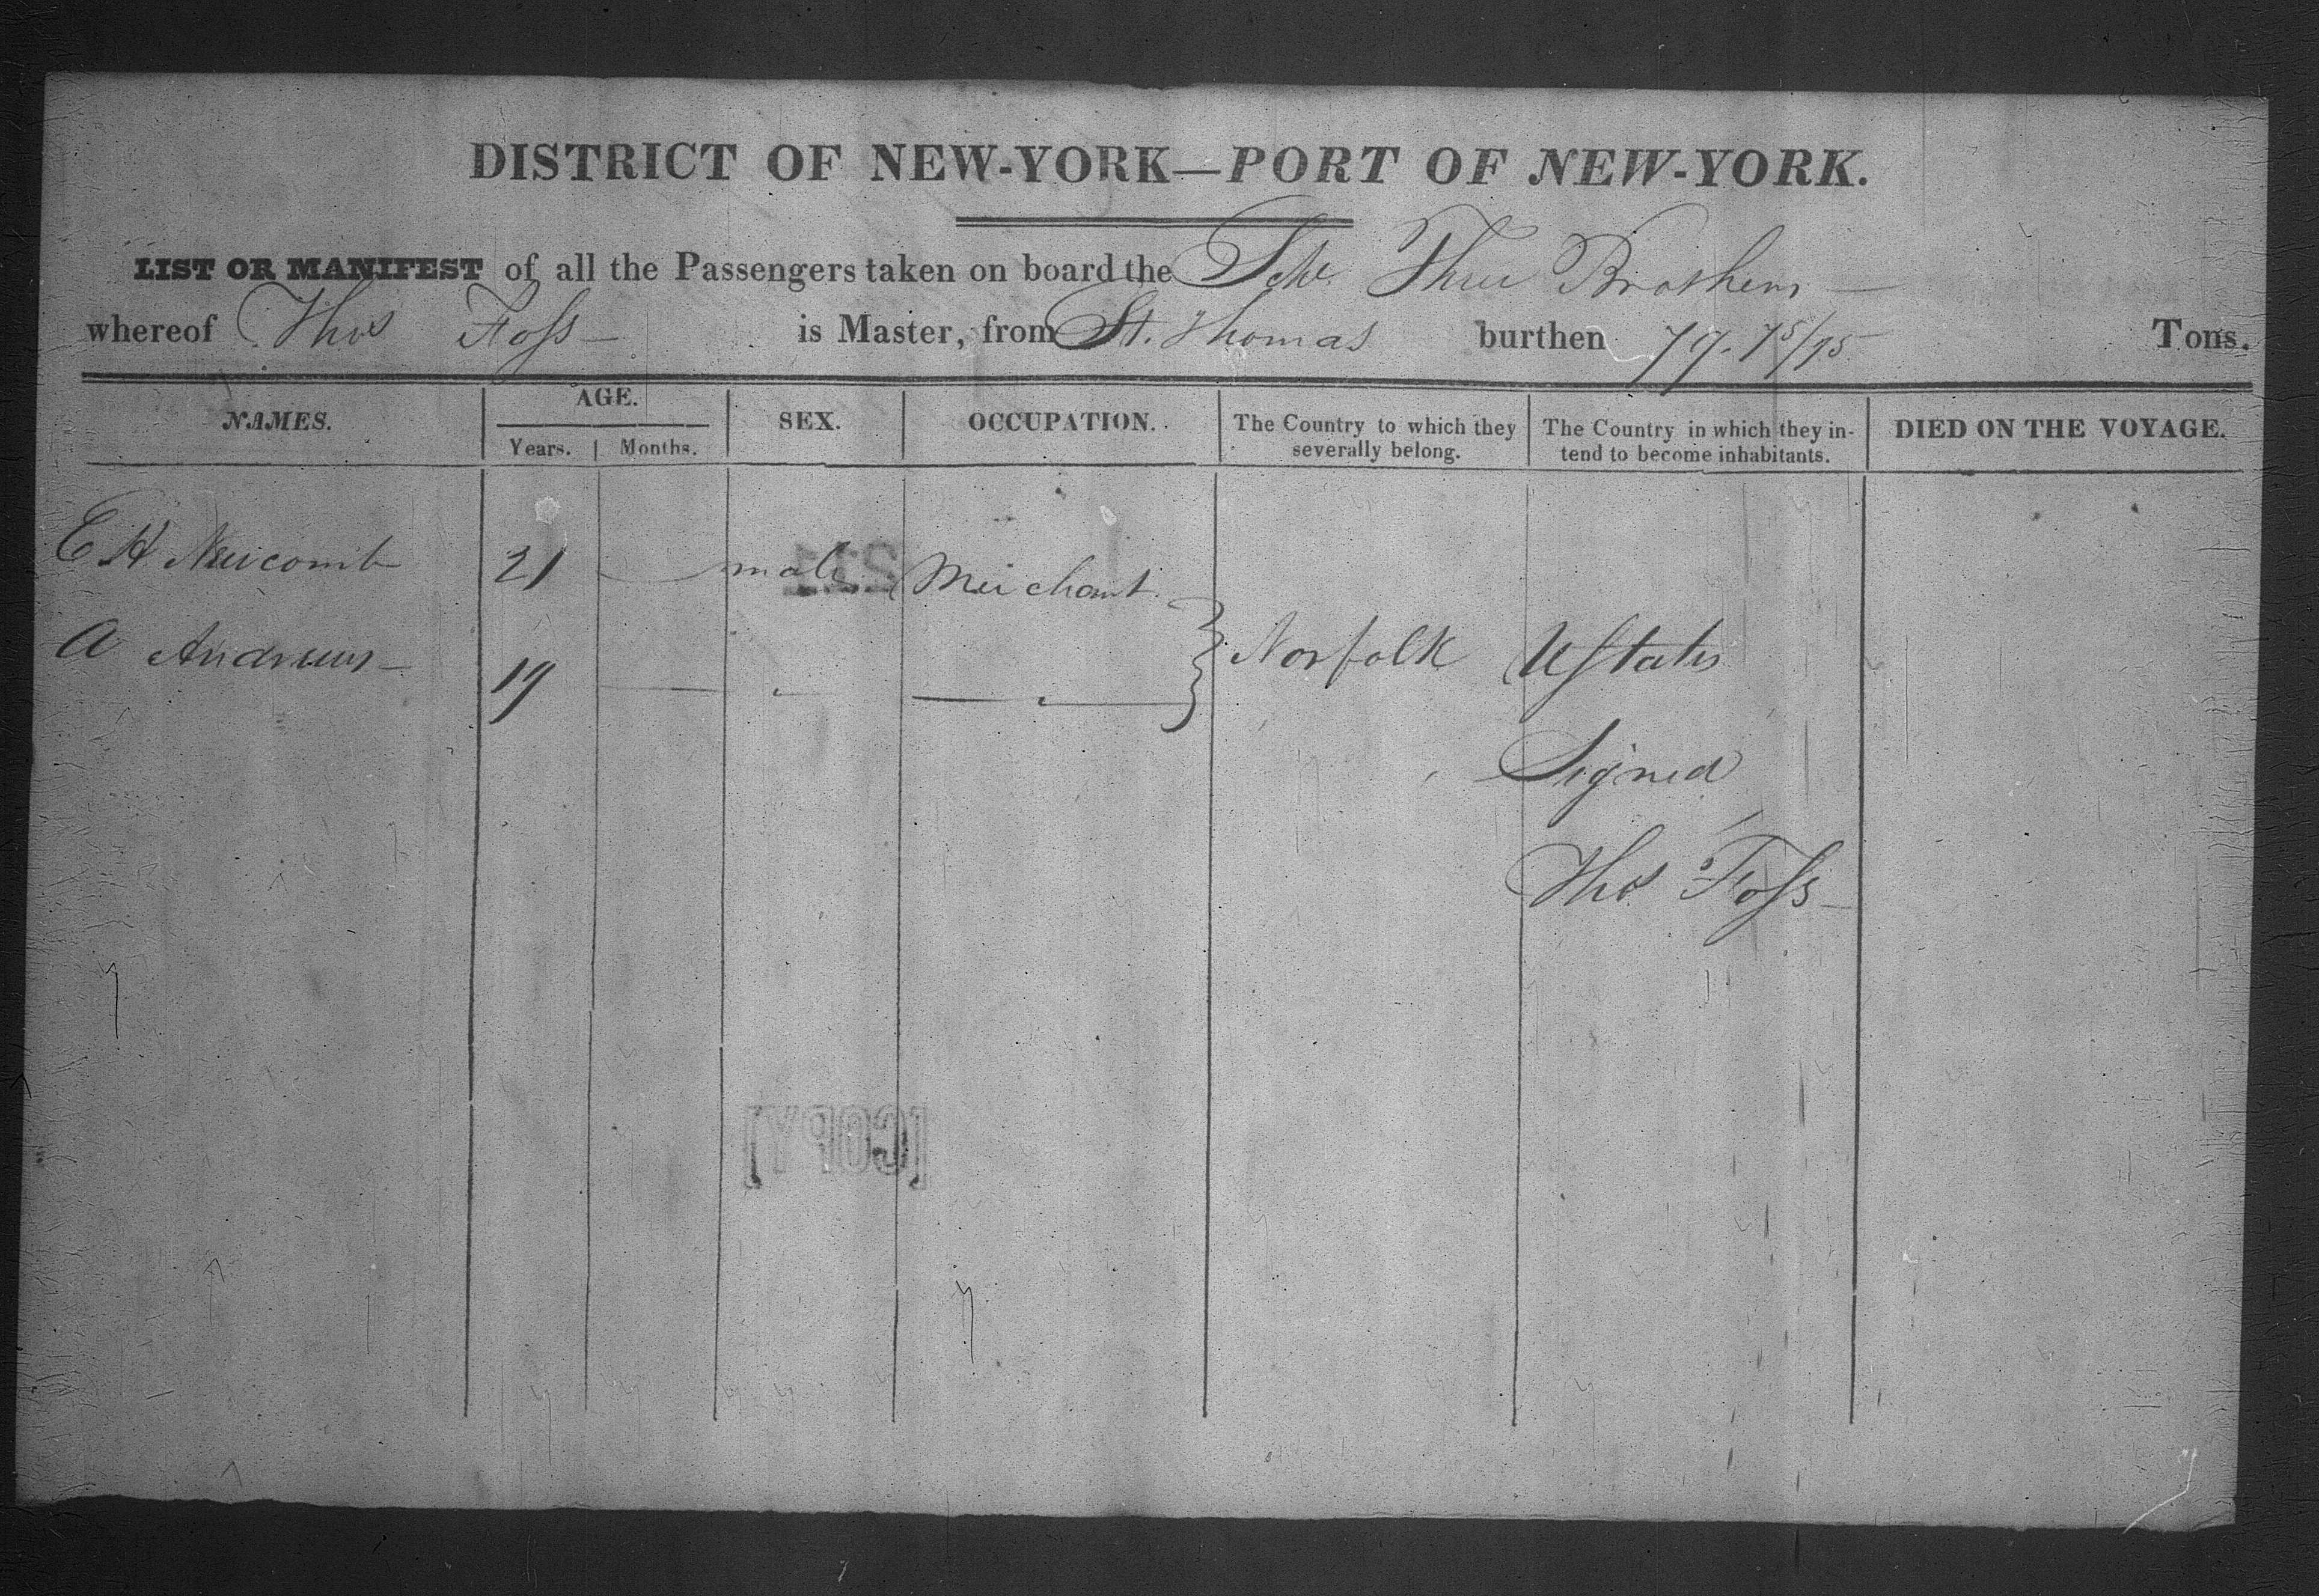 DISTRICT OF NEW-YORK—PORT OF NEW-YORK.
LIST OR MANIFEST of all the Passengers taken on board the Schr. Three Brothers —
whereof Thos Foss — is Master, from St. Thomas burthen 79. 75/95 Tons.
NAMES. AGE. SEX. OCCUPATION. The Country to which they severally belong. The Country in which they intend to become inhabitants. DIED ON THE VOYAGE.
Years. Months.
E H Newcomb 21 — male Merchant
A Andrews — 19 — " — " — } Norfolk UStates
Signed
Thos Foss —
[COPY]